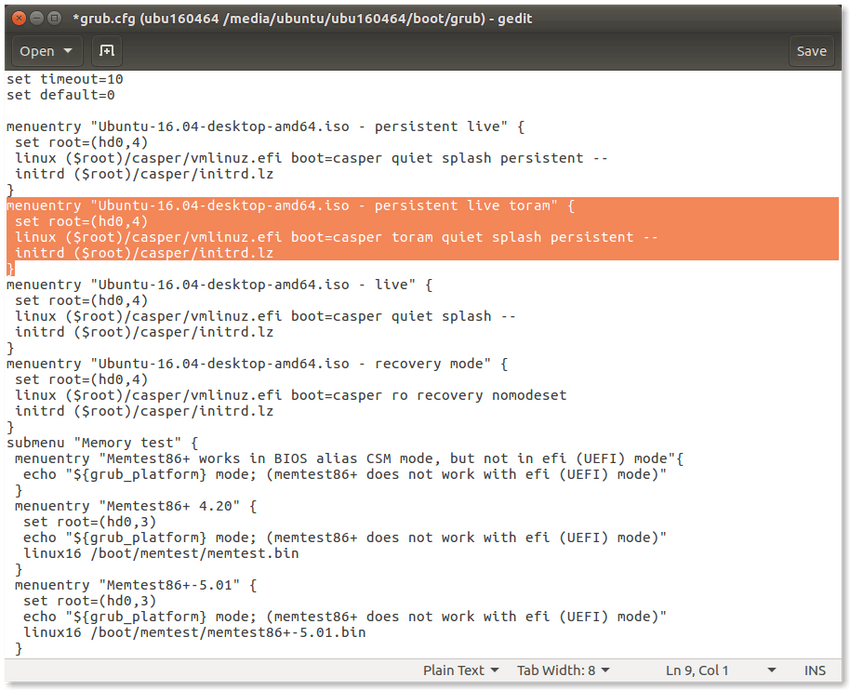 *grub.cfg (ubu160464 /media/ubuntu/ubu160464/boot/grub) - gedit
Open
Save
set timeout=10
set default=0
menuentry "Ubuntu-16.04-desktop-amd64.iso - persistent live" {
set root=(hd0,4)
linux ($root)/casper/vmlinuz.efi boot=casper quiet splash persistent --
initrd ($root)/casper/initrd.lz
}
menuentry "Ubuntu-16.04-desktop-amd64.iso - persistent live toram" {
set root=(hd0,4)
linux ($root)/casper/vmlinuz.efi boot=casper toram quiet splash persistent --
initrd ($root)/casper/initrd.lz
}
menuentry "Ubuntu-16.04-desktop-amd64.iso - live" {
set root=(hd0,4)
linux ($root)/casper/vmlinuz.efi boot=casper quiet splash --
initrd ($root)/casper/initrd.lz
}
menuentry "Ubuntu-16.04-desktop-amd64.iso - recovery mode" {
set root=(hd0,4)
linux ($root)/casper/vmlinuz.efi boot=casper ro recovery nomodeset
initrd ($root)/casper/initrd.lz
}
submenu "Memory test" {
menuentry "Memtest86+ works in BIOS alias CSM mode, but not in efi (UEFI) mode"{
echo "${grub_platform} mode; (memtest86+ does not work with efi (UEFI) mode)"
}
menuentry "Memtest86+ 4.20" {
set root=(hd0,3)
echo "${grub_platform} mode; (memtest86+ does not work with efi (UEFI) mode)"
linux16 /boot/memtest/memtest.bin
}
menuentry "Memtest86+-5.01" {
set root=(hd0,3)
echo "${grub_platform} mode; (memtest86+ does not work with efi (UEFI) mode)"
linux16 /boot/memtest/memtest86+-5.01.bin
}
Plain Text Tab Width: 8 Ln 9, Col 1 INS